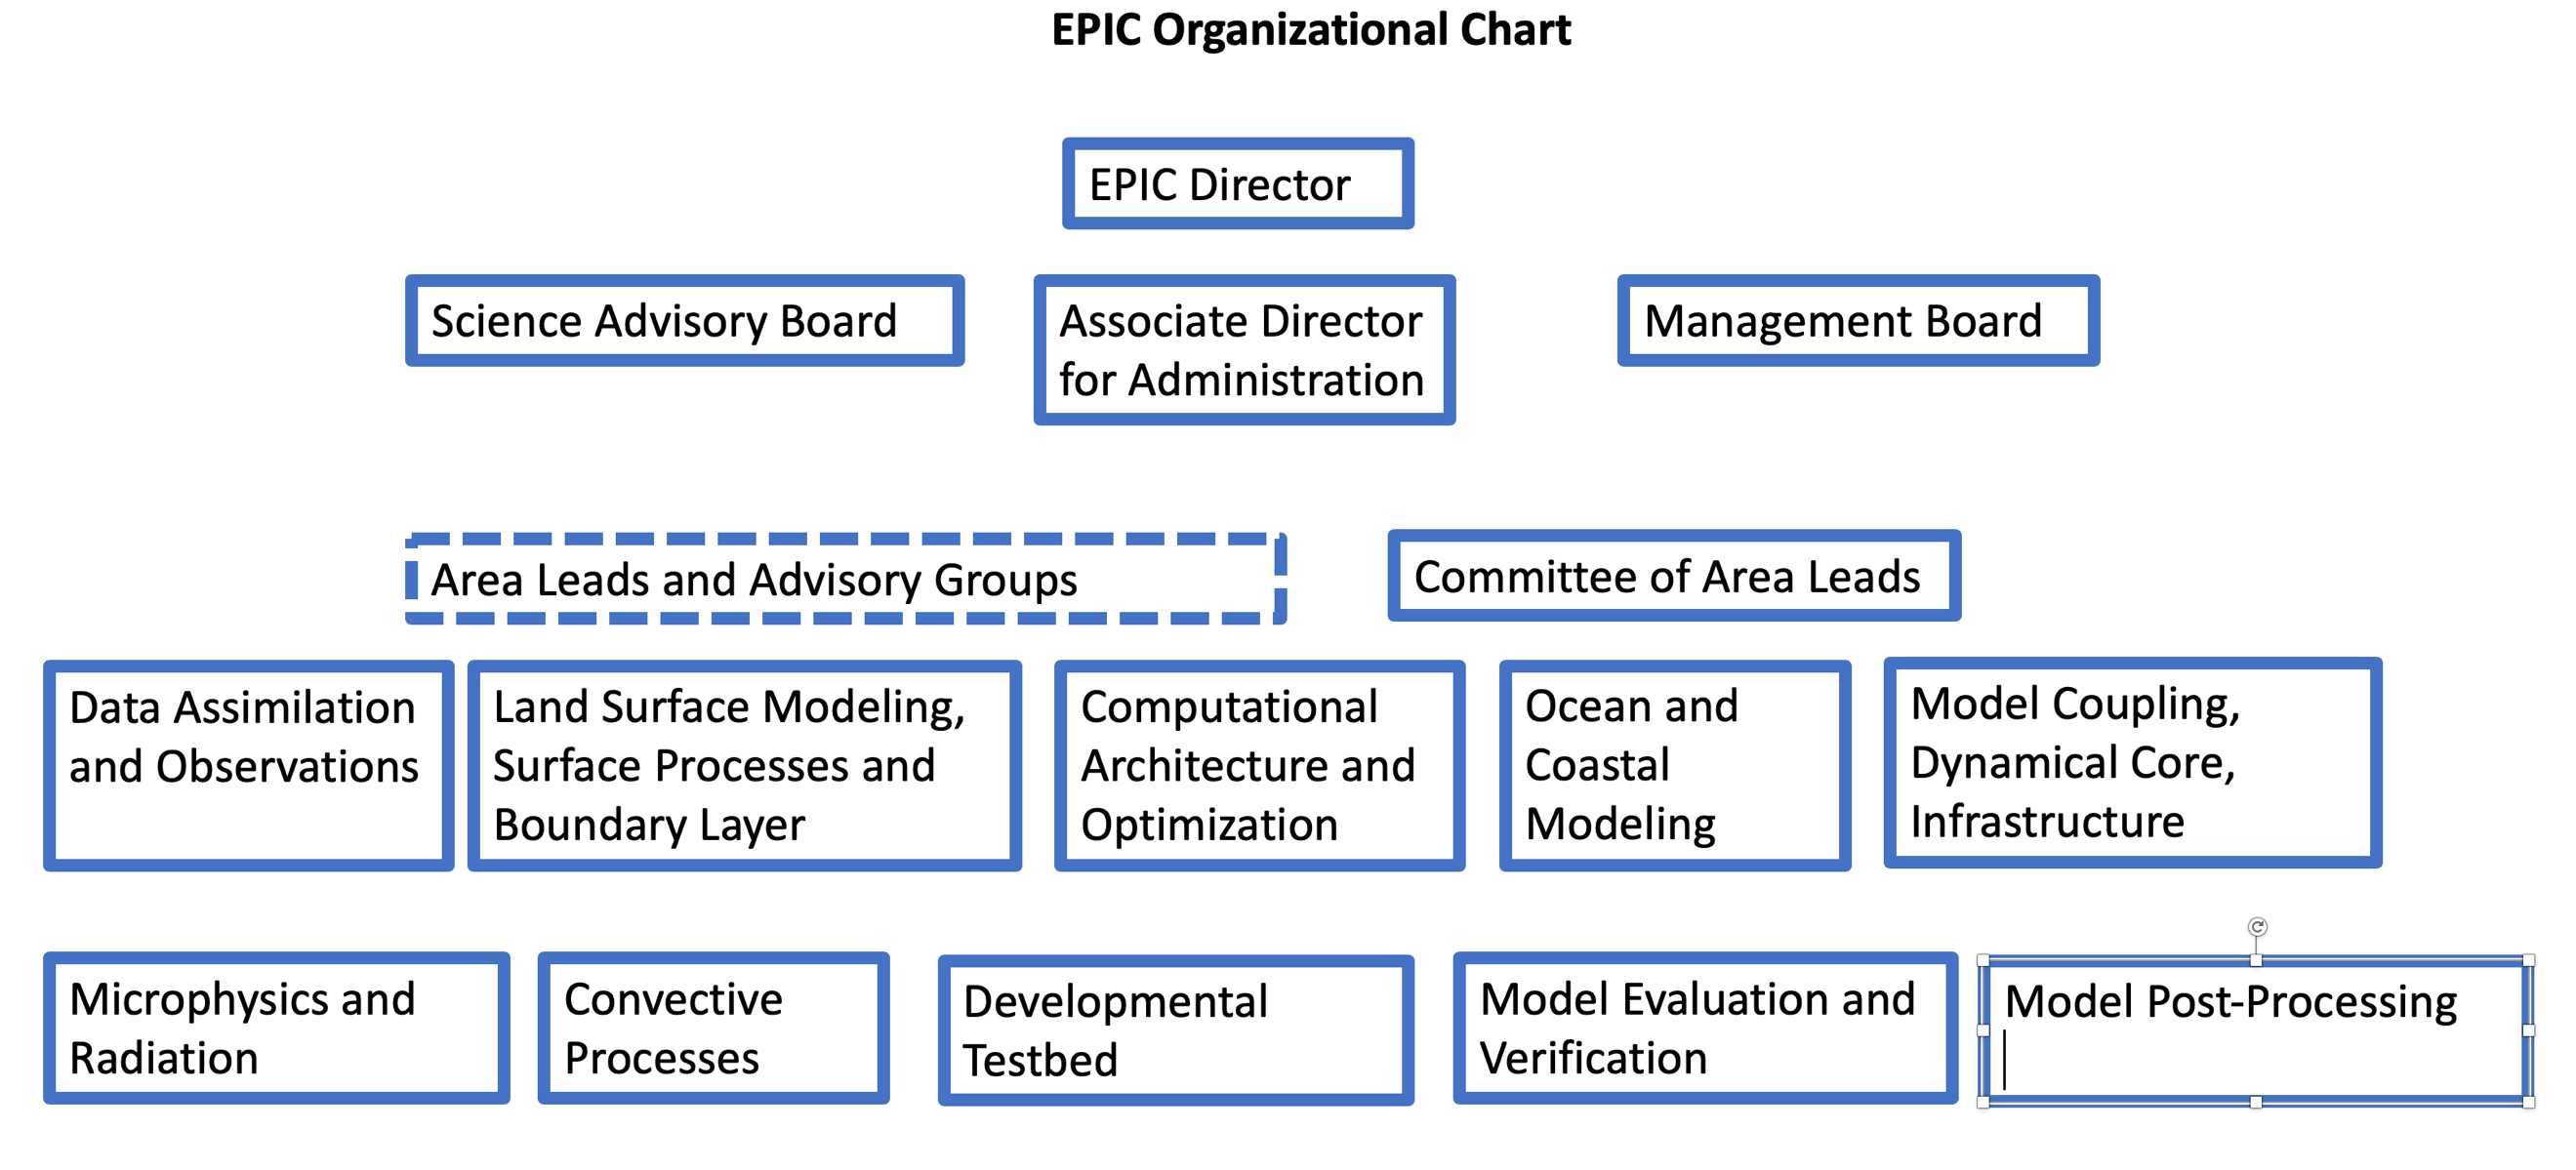 EPIC Organizational Chart
EPIC Director
Science Advisory Board
Associate Director
for Administration
Management Board
Area Leads and Advisory Groups
Committee of Area Leads
Data Assimilation
and Observations
Land Surface Modeling,
Surface Processes and
Boundary Layer
Computational
Architecture and
Optimization
Ocean and
Coastal
Modeling
Model Coupling,
Dynamical Core,
Infrastructure
Microphysics and
Radiation
Convective
Processes
Developmental
Testbed
Model Evaluation and
Verification
Model Post-Processing